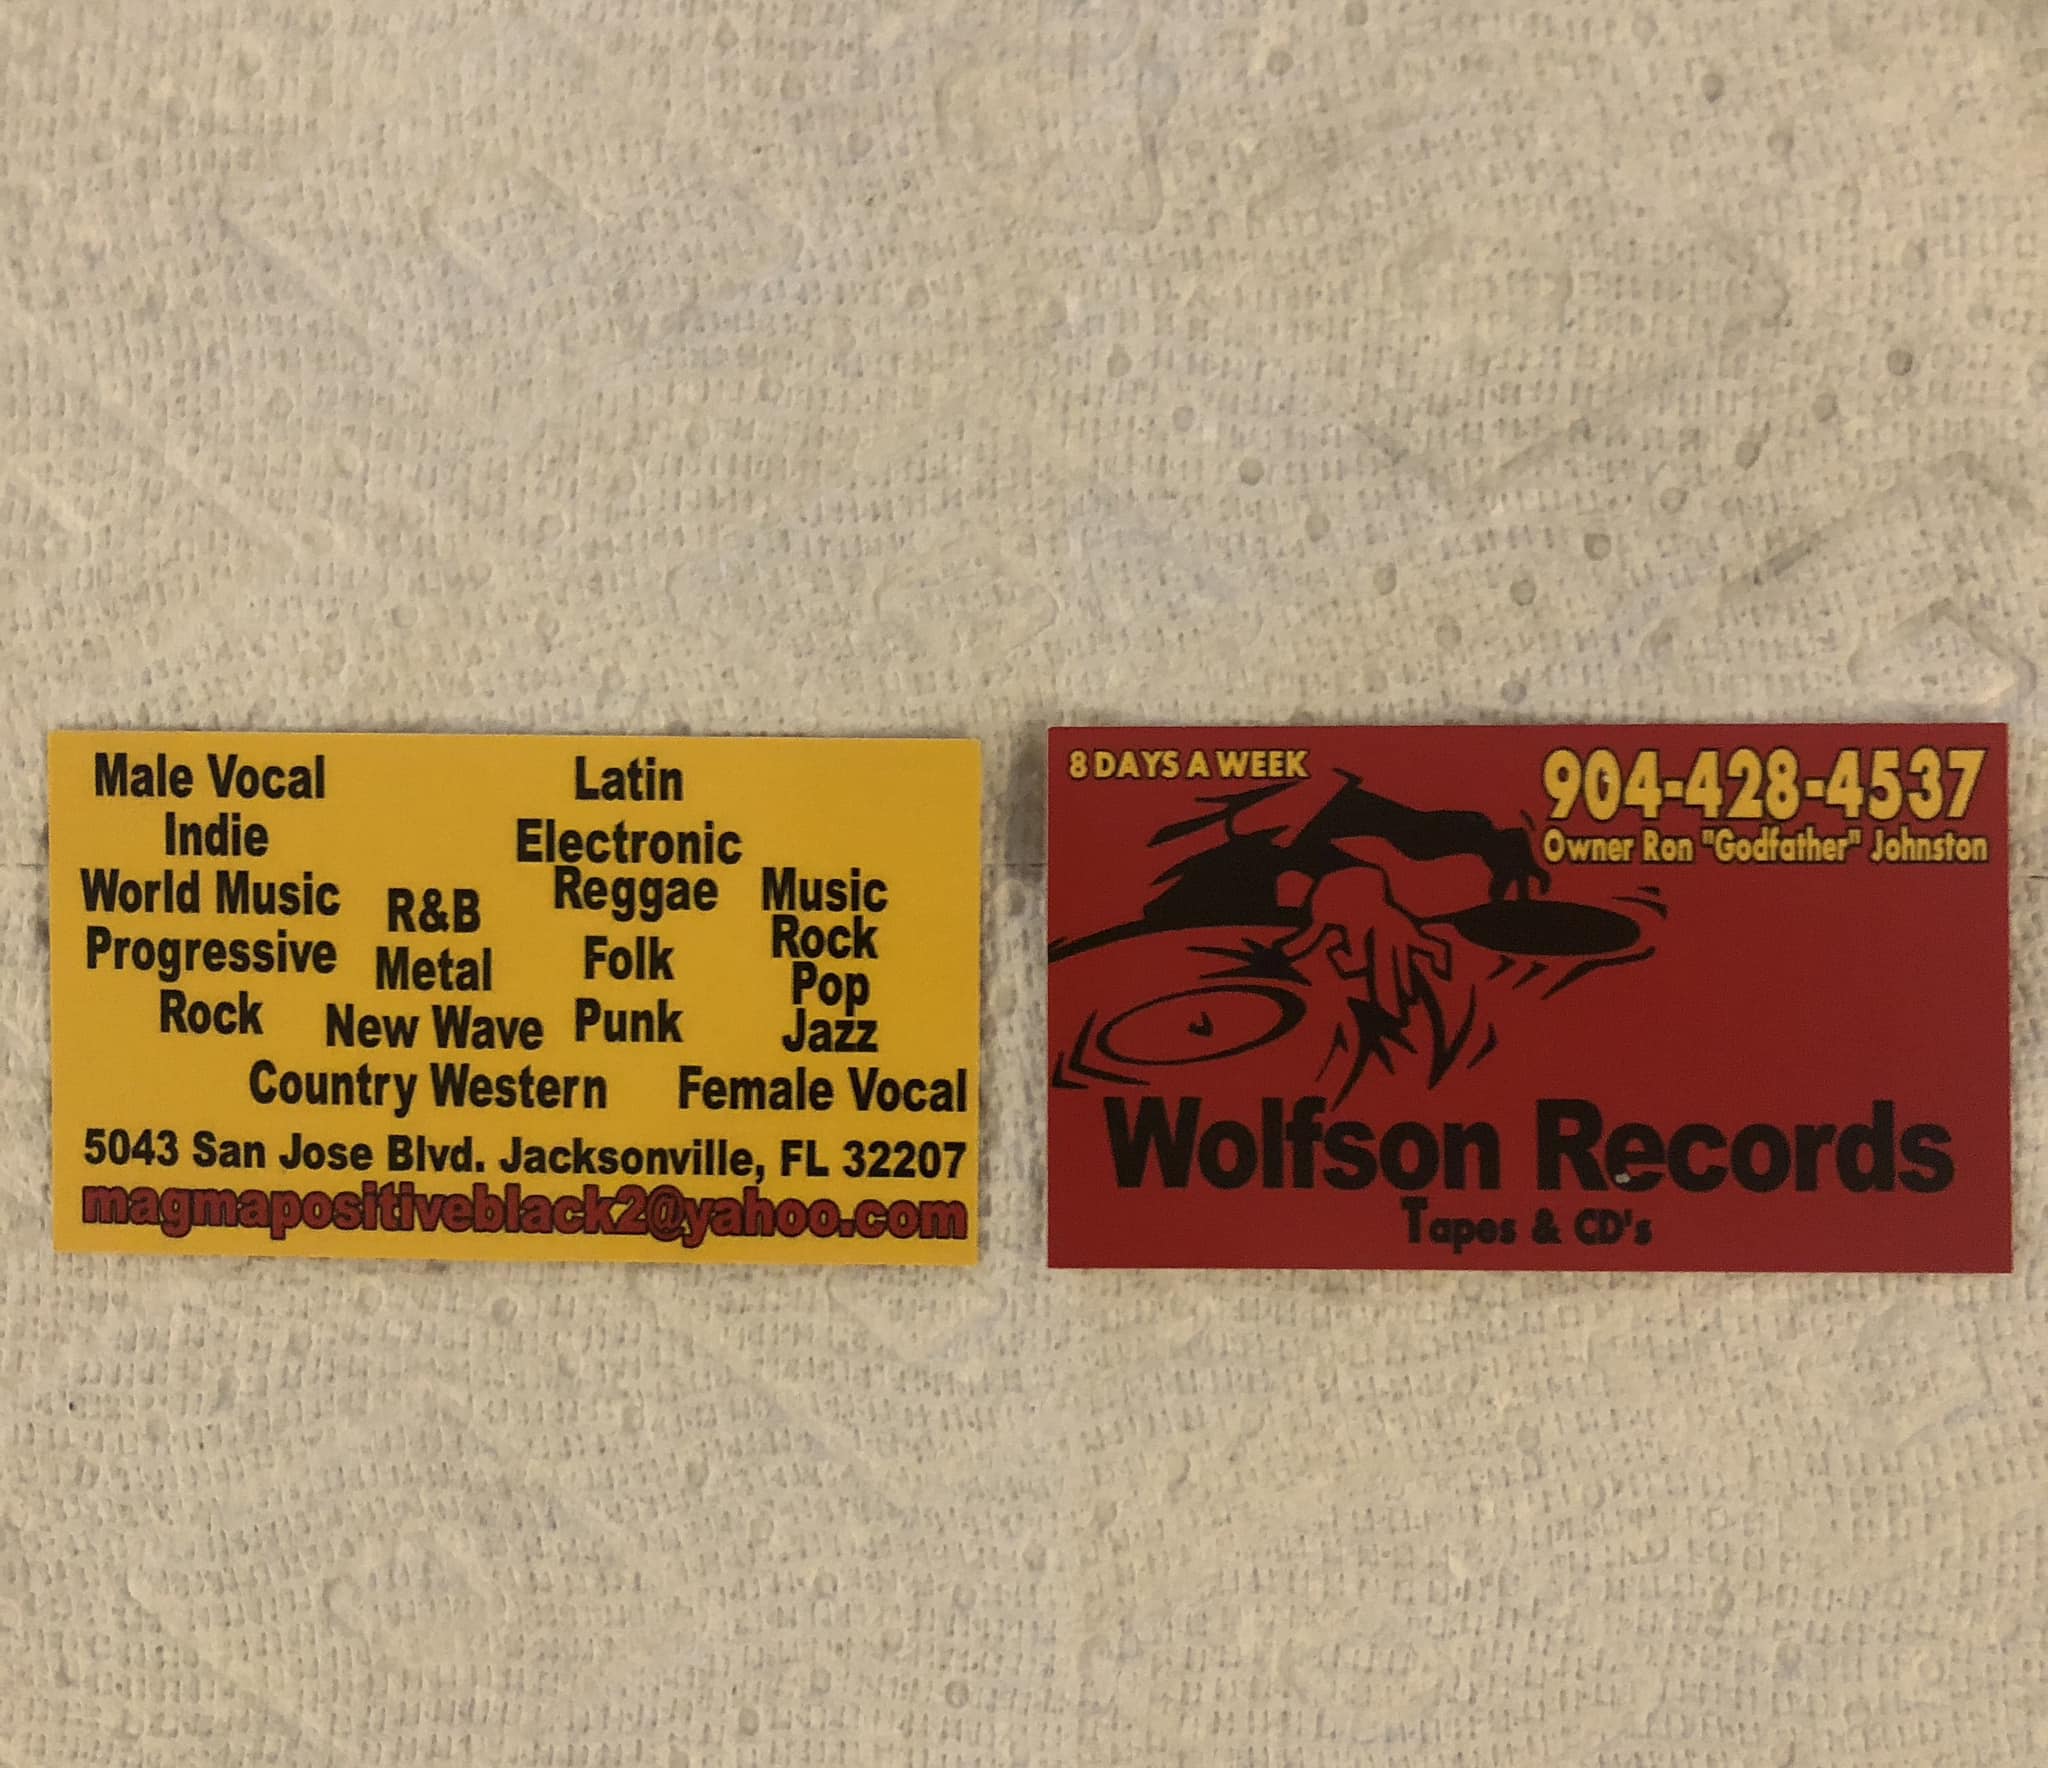 Male Vocal
Indie
World Music
Progressive
Rock
R&B
Metal
New Wave
Latin
Electronic
Reggae
Folk
Punk
Music
Rock
Pop
Jazz
Country Western
Female Vocal
5043 San Jose Blvd. Jacksonville, FL 32207
magmapositiveblack2@yahoo.com
8 DAYS A WEEK
904-428-4537
Owner Ron "Godfather" Johnston
Wolfson Records
Tapes & CD's